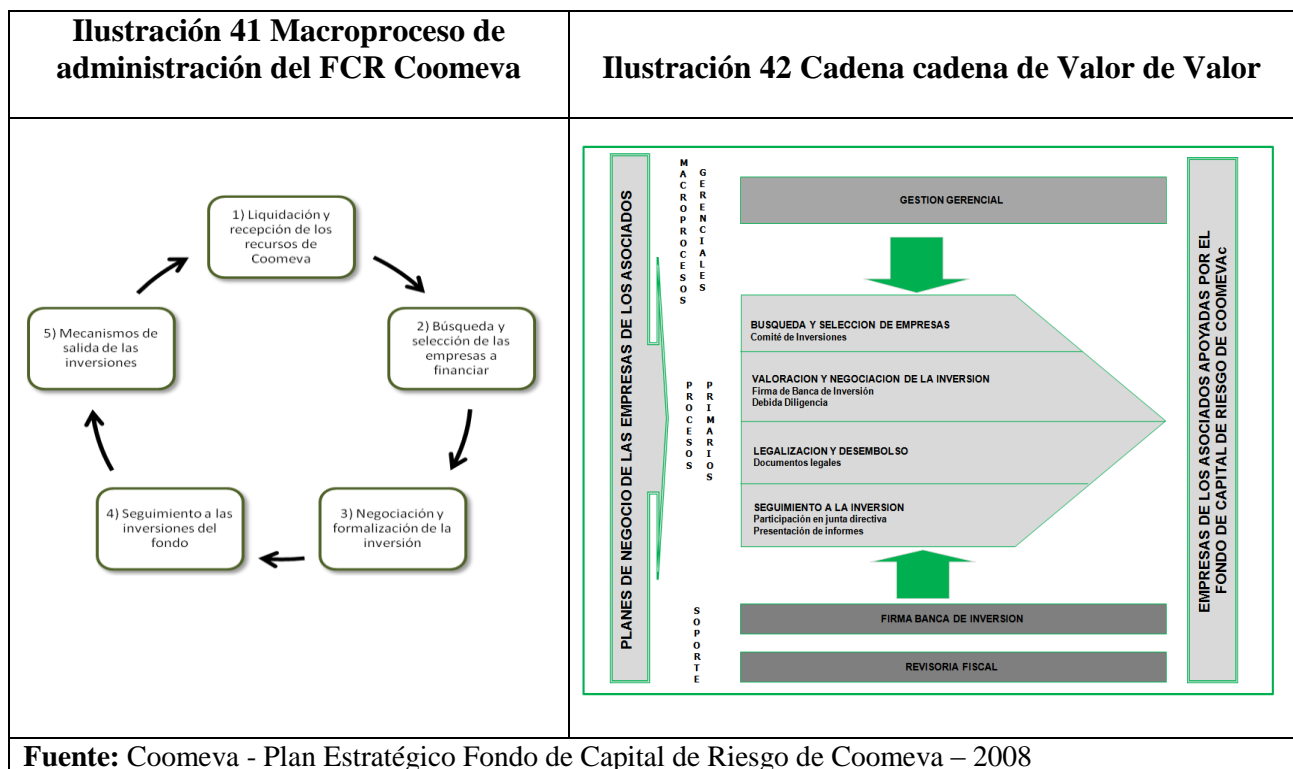 Ilustración 41 Macroproceso de
administración del FCR Coomeva
Ilustración 42 Cadena cadena de Valor de Valor
1) Liquidación y
recepción de los
recursos de
Coomeva
2) Búsqueda y
selección de las
empresas a
financiar
3) Negociación y
formalización de la
inversión
4) Seguimiento a las
inversiones del
fondo
5) Mecanismos de
salida de las
inversiones
PLANES DE NEGOCIO DE LAS EMPRESAS DE LOS ASOCIADOS
MACROPROCESOS
GERENCIALES
GESTION GERENCIAL
PROCESOS
PRIMARIOS
BUSQUEDA Y SELECCION DE EMPRESAS
Comité de Inversiones
VALORACION Y NEGOCIACION DE LA INVERSION
Firma de Banca de Inversión
Debida Diligencia
LEGALIZACION Y DESEMBOLSO
Documentos legales
SEGUIMIENTO A LA INVERSION
Participación en junta directiva
Presentación de informes
SOPORTE
FIRMA BANCA DE INVERSION
REVISORIA FISCAL
EMPRESAS DE LOS ASOCIADOS APOYADAS POR EL
FONDO DE CAPITAL DE RIESGO DE COOMEVAc
Fuente: Coomeva - Plan Estratégico Fondo de Capital de Riesgo de Coomeva – 2008